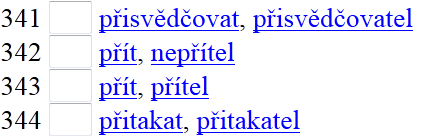 341 přisvědčovat, přisvědčovatel
342 přít, nepřítel
343 přít, přítel
344 přitakat, přitakatel